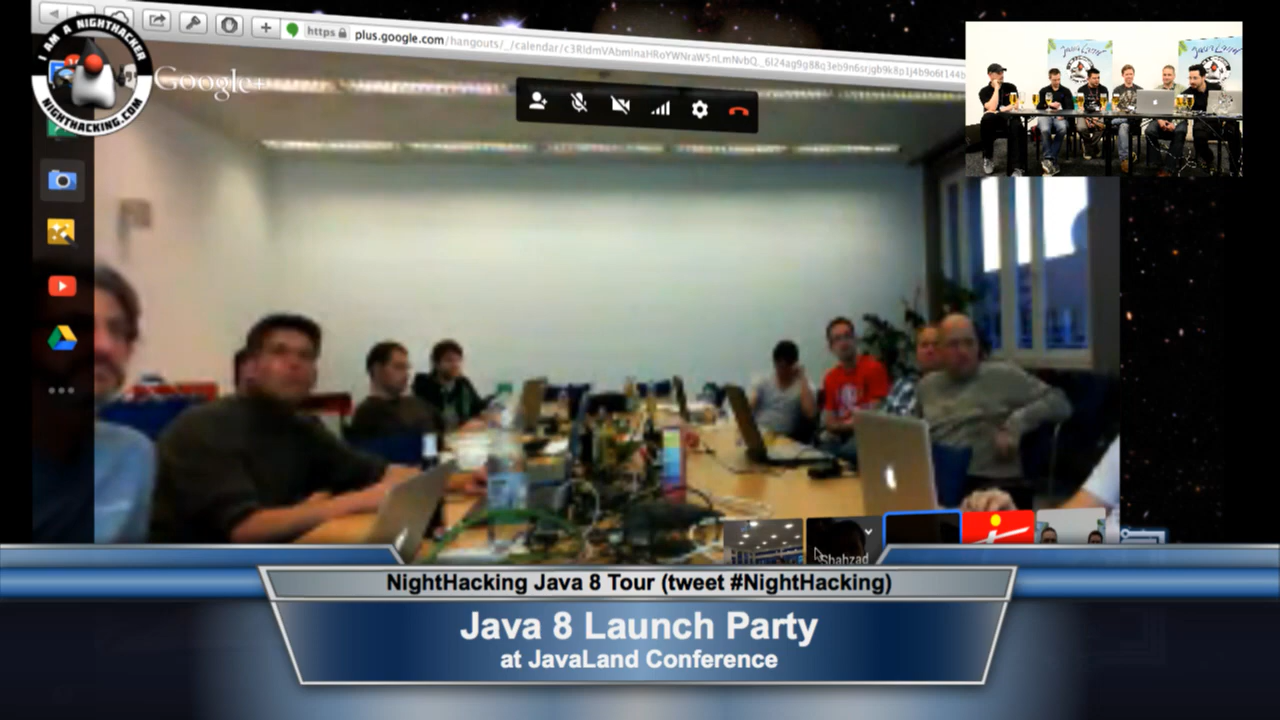 I AM A NIGHTHACKER
NIGHTHACKING.COM
https plus.google.com/hangouts/_/calendar/
Google+
Shahzad
NightHacking Java 8 Tour (tweet #NightHacking)
Java 8 Launch Party
at JavaLand Conference